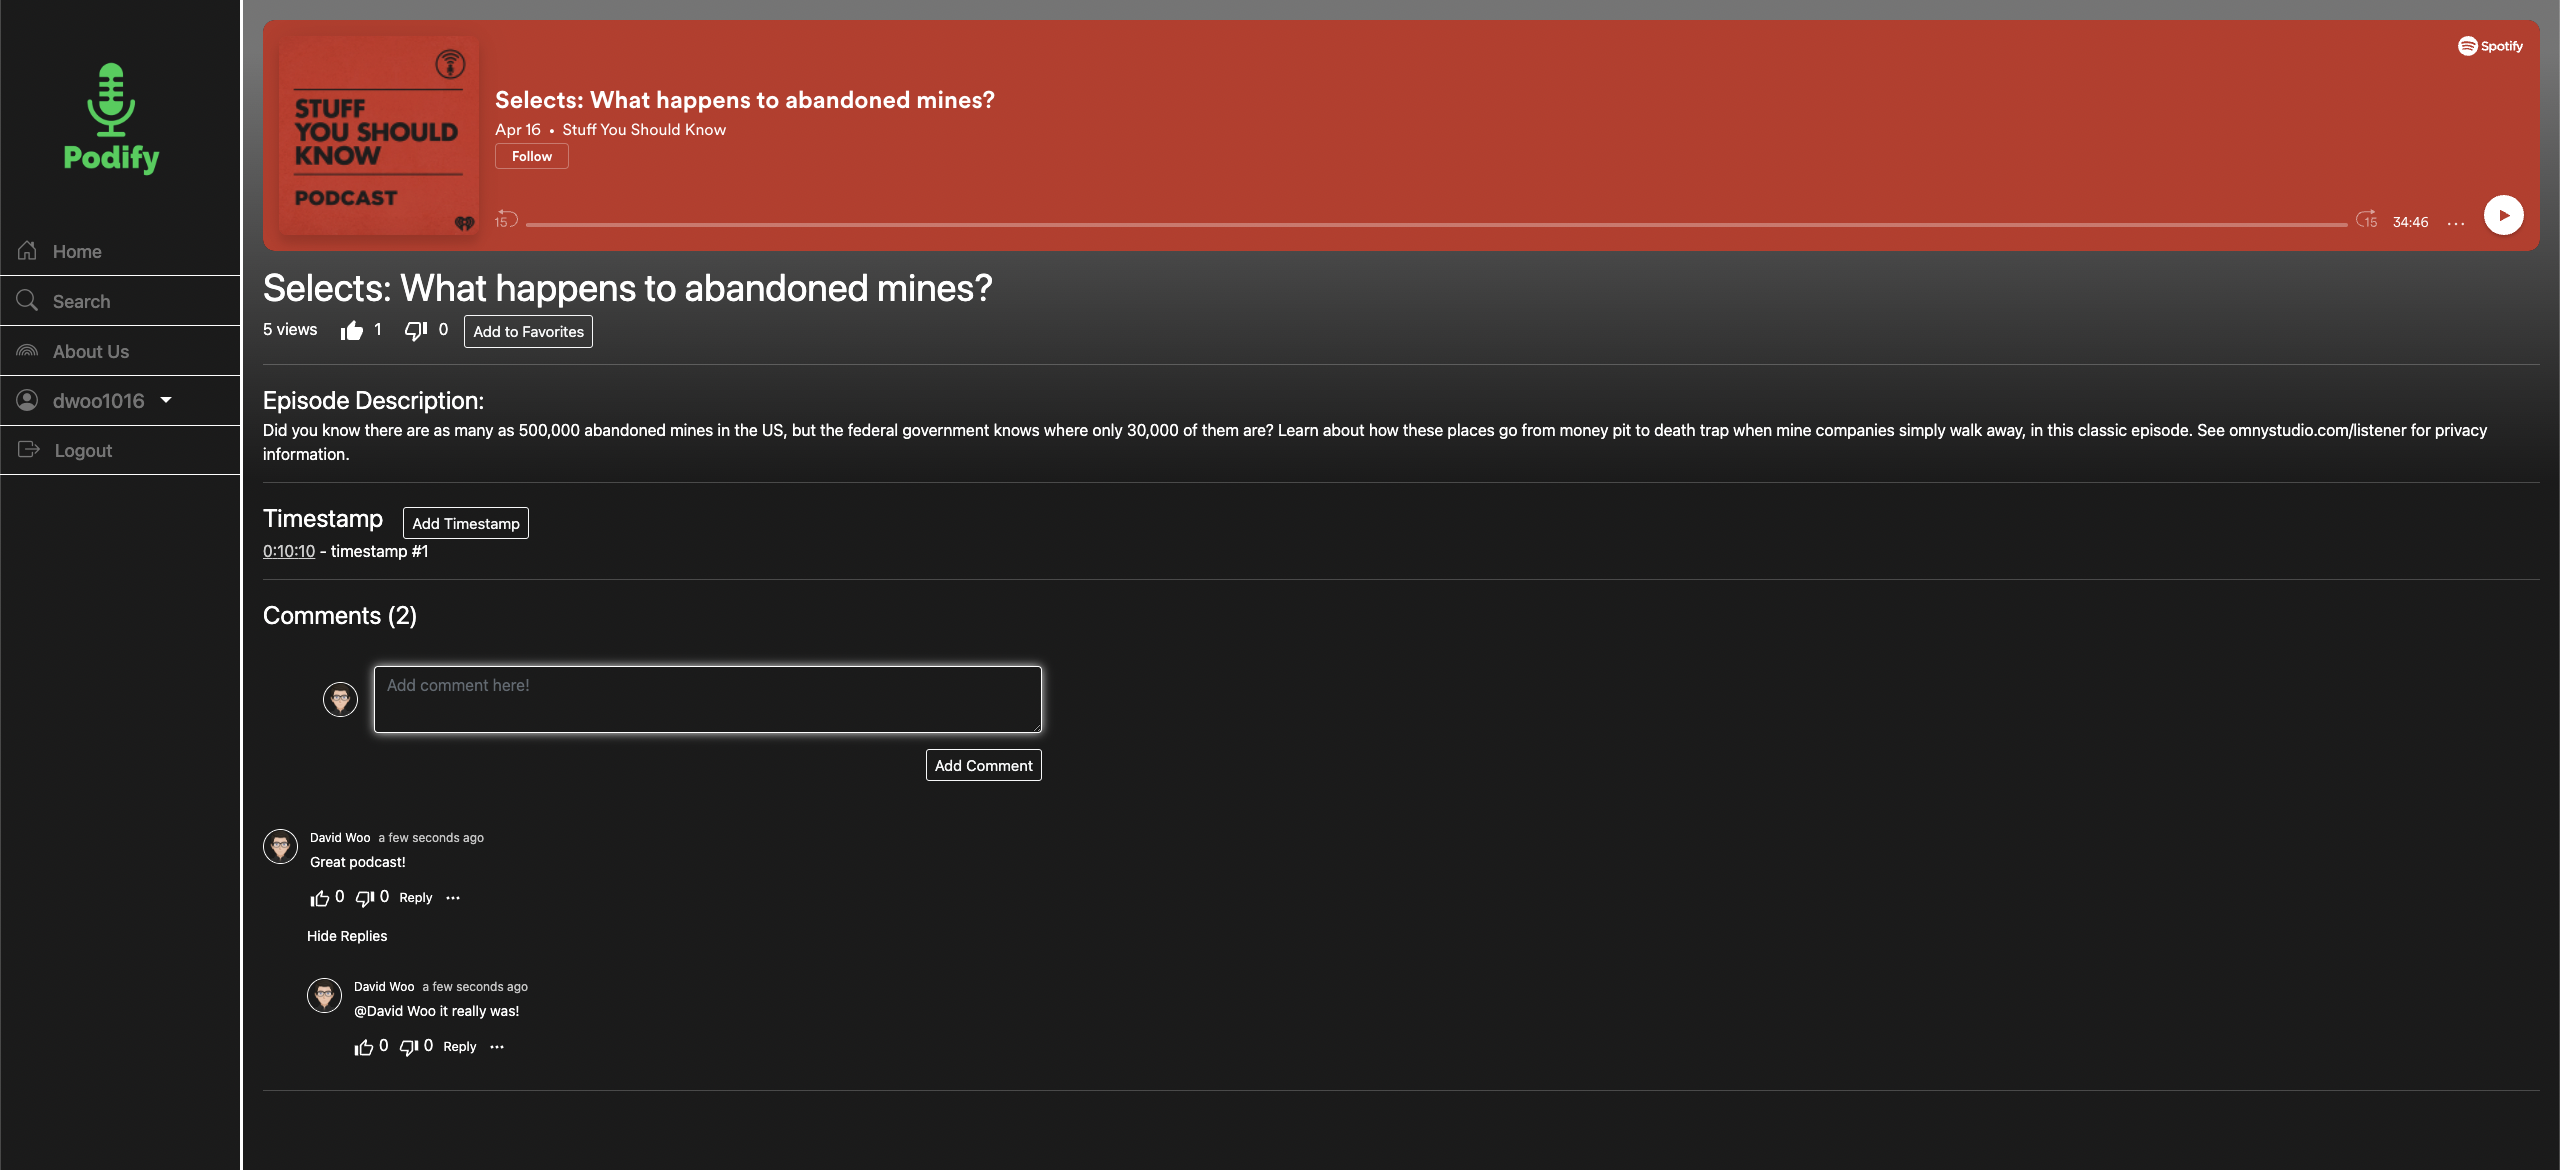 Podify
Home
Search
About Us
dwoo1016
Logout
STUFF
YOU SHOULD
KNOW
PODCAST
Spotify
Selects: What happens to abandoned mines?
Apr 16 • Stuff You Should Know
Follow
15
15
34:46
...
Selects: What happens to abandoned mines?
5 views 1 0 Add to Favorites
Episode Description:
Did you know there are as many as 500,000 abandoned mines in the US, but the federal government knows where only 30,000 of them are? Learn about how these places go from money pit to death trap when mine companies simply walk away, in this classic episode. See omnystudio.com/listener for privacy
information.
Timestamp Add Timestamp
0:10:10 - timestamp #1
Comments (2)
Add comment here!
Add Comment
David Woo a few seconds ago
Great podcast!
0 0 Reply ...
Hide Replies
David Woo a few seconds ago
@David Woo it really was!
0 0 Reply ...